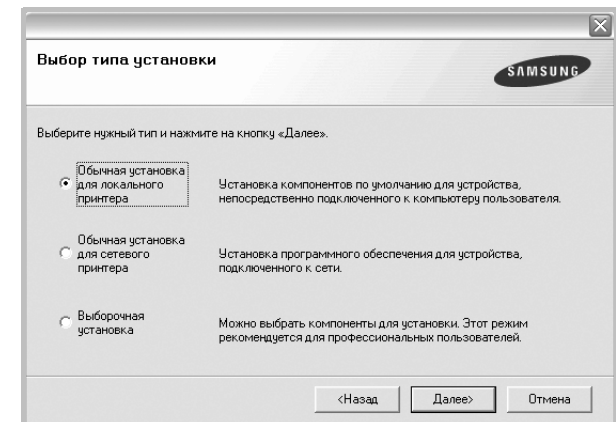 Выбор типа установки
SAMSUNG
Выберите нужный тип и нажмите на кнопку «Далее».
Обычная установка
для локального
принтера
Установка компонентов по умолчанию для устройства,
непосредственно подключенного к компьютеру пользователя.
Обычная установка
для сетевого
принтера
Установка программного обеспечения для устройства,
подключенного к сети.
Выборочная
установка
Можно выбрать компоненты для установки. Этот режим
рекомендуется для профессиональных пользователей.
<Назад
Далее>
Отмена